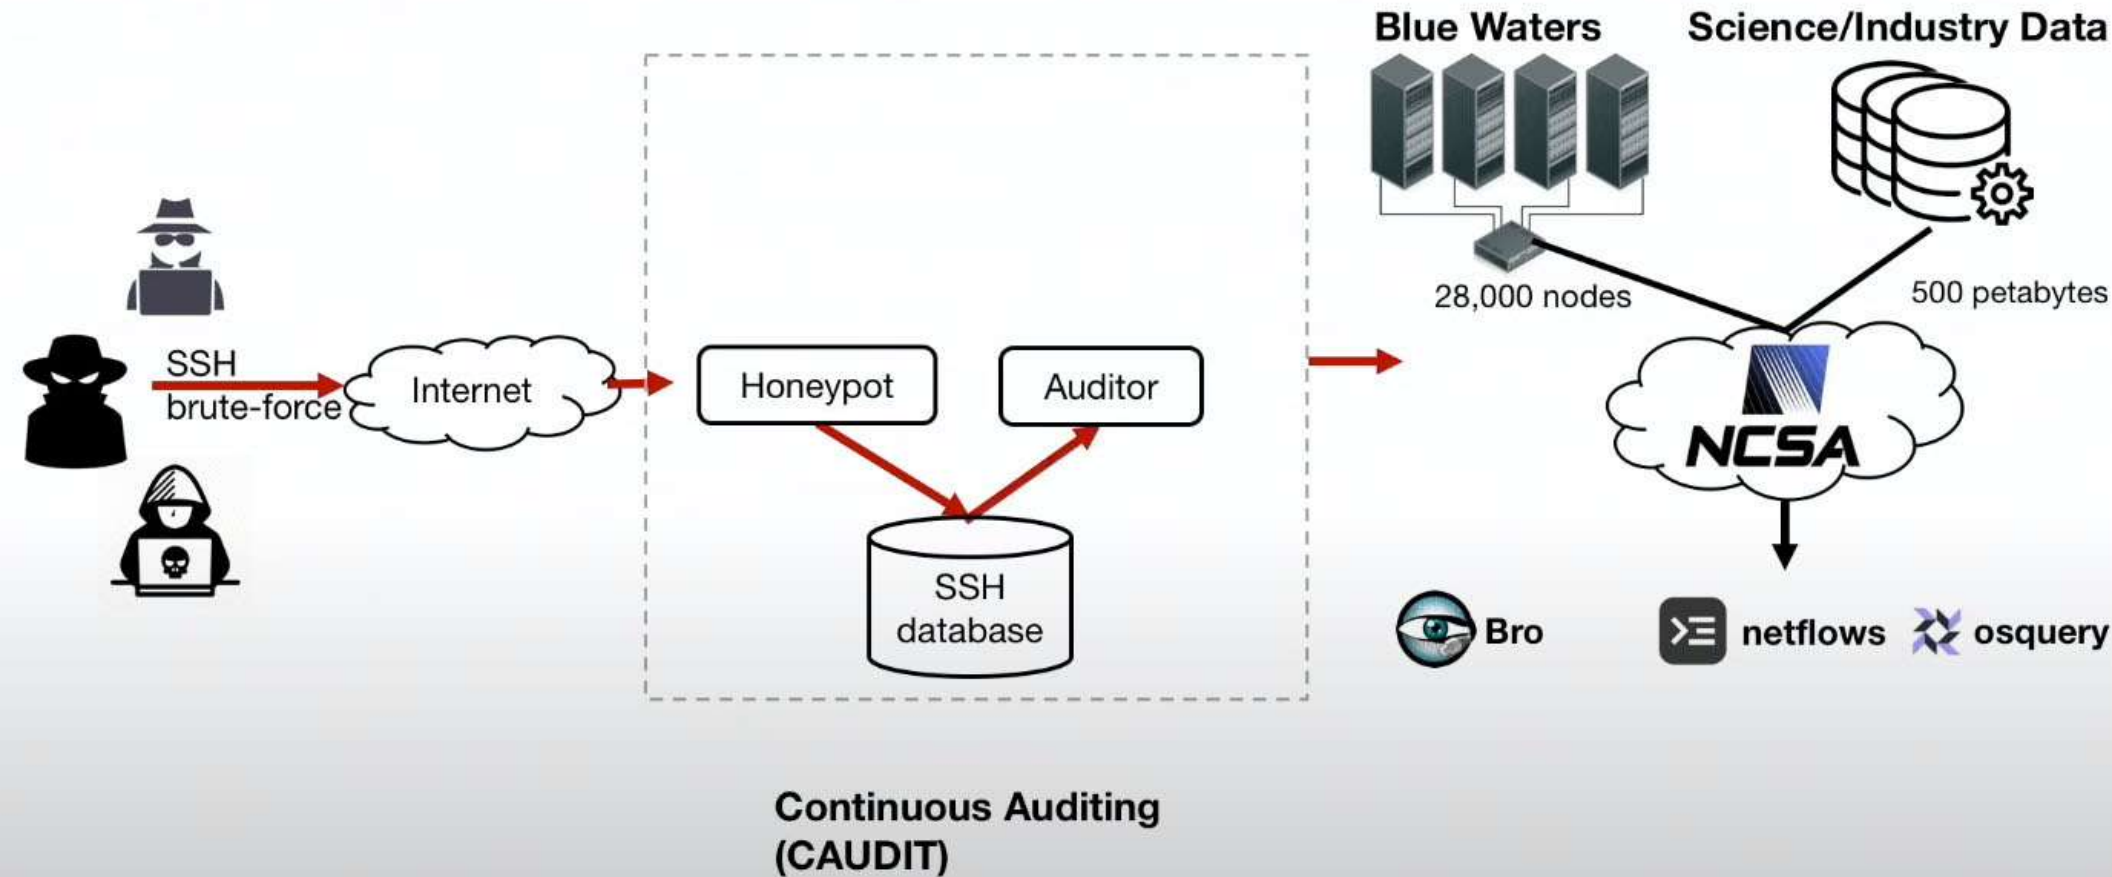 Blue Waters
Science/Industry Data
28,000 nodes
500 petabytes
SSH
brute-force
Internet
Honeypot
Auditor
SSH
database
NCSA
Bro
netflows
osquery
Continuous Auditing
(CAUDIT)